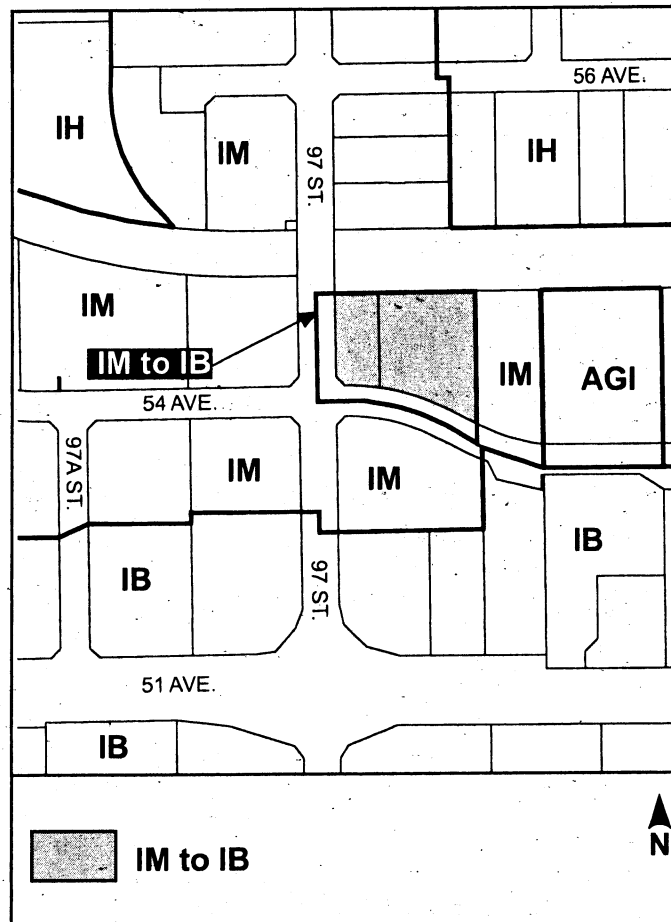 56 AVE.
IH
IM
97 ST.
IH
IM
IM to IB
IM
AGI
54 AVE.
97A ST.
IM
IM
IB
IB
97 ST.
51 AVE.
IB
IM to IB
N